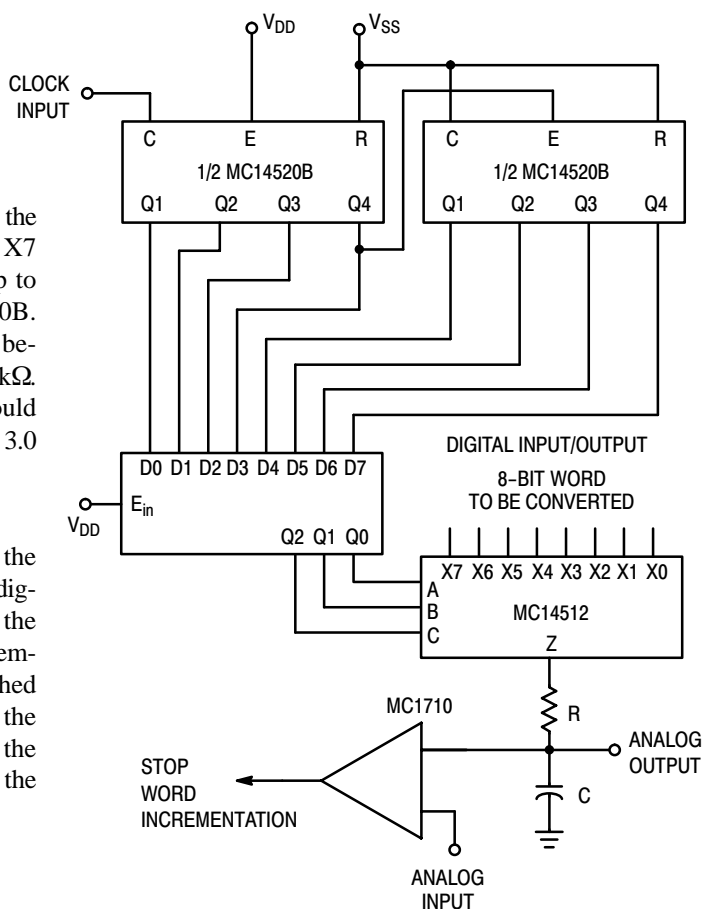 VDD
VSS
CLOCK
INPUT
C E R
1/2 MC14520B
Q1 Q2 Q3 Q4
C E R
1/2 MC14520B
Q1 Q2 Q3 Q4
the
X7
p to
0B.
be-
kΩ.
ould
3.0
D0 D1 D2 D3 D4 D5 D6 D7
Ein
VDD
Q2 Q1 Q0
DIGITAL INPUT/OUTPUT
8-BIT WORD
TO BE CONVERTED
X7 X6 X5 X4 X3 X2 X1 X0
A
B
C
MC14512
Z
the
dig-
the
em-
hed
the
the
the
R
MC1710
ANALOG
OUTPUT
C
STOP
WORD
INCREMENTATION
ANALOG
INPUT